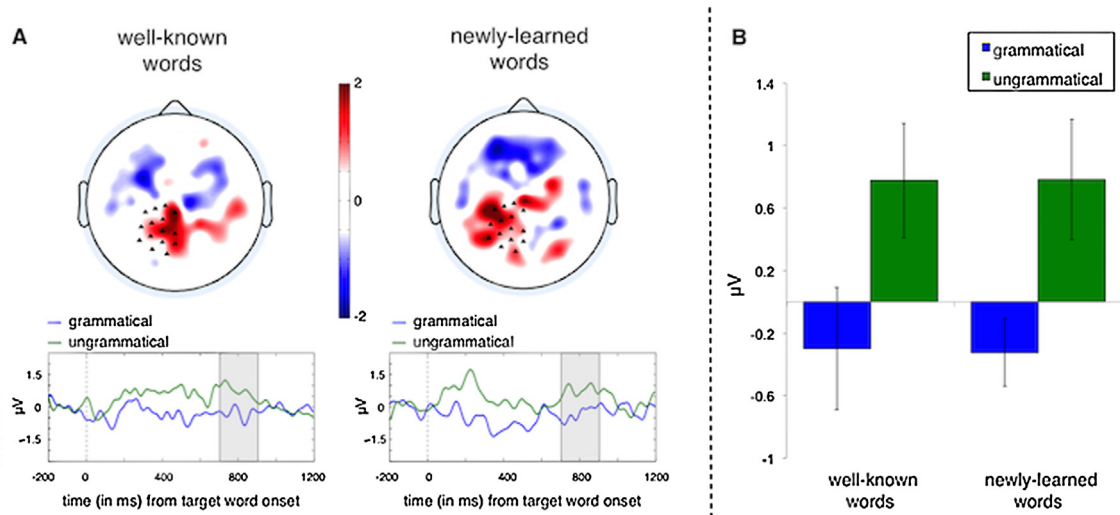 A
well-known
words
newly-learned
words
2
0
-2
grammatical
ungrammatical
grammatical
ungrammatical
µV
1.5
0
-1.5
-200
0
400
800
1200
time (in ms) from target word onset
µV
1.5
0
-1.5
-200
0
400
800
1200
time (in ms) from target word onset
B
grammatical
ungrammatical
µV
1.4
1
0.6
0.2
-0.2
-0.6
-1
well-known
words
newly-learned
words